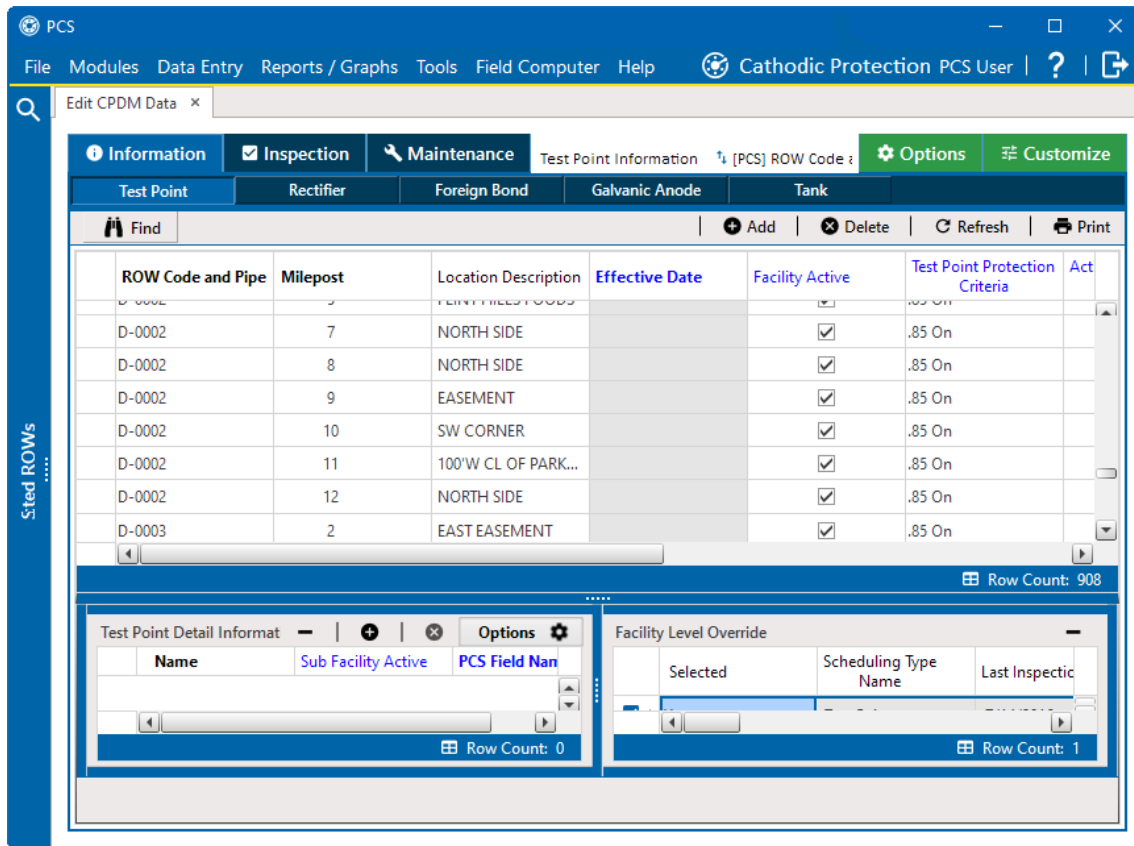 PCS
File Modules Data Entry Reports / Graphs Tools Field Computer Help Cathodic Protection PCS User | ? |
Edit CPDM Data ×
Information Inspection Maintenance Test Point Information [PCS] ROW Code Options Customize
Test Point Rectifier Foreign Bond Galvanic Anode Tank
Find | Add | Delete | Refresh | Print
ROW Code and Pipe Milepost Location Description Effective Date Facility Active Test Point Protection Criteria Act
D-0002 7 NORTH SIDE .85 On
D-0002 8 NORTH SIDE .85 On
D-0002 9 EASEMENT .85 On
D-0002 10 SW CORNER .85 On
D-0002 11 100'W CL OF PARK... .85 On
D-0002 12 NORTH SIDE .85 On
D-0003 2 EAST EASEMENT .85 On
Row Count: 908
ROWs
Test Point Detail Informat Options
Name Sub Facility Active PCS Field Nan
Row Count: 0
Facility Level Override
Selected Scheduling Type Name Last Inspectic
Row Count: 1